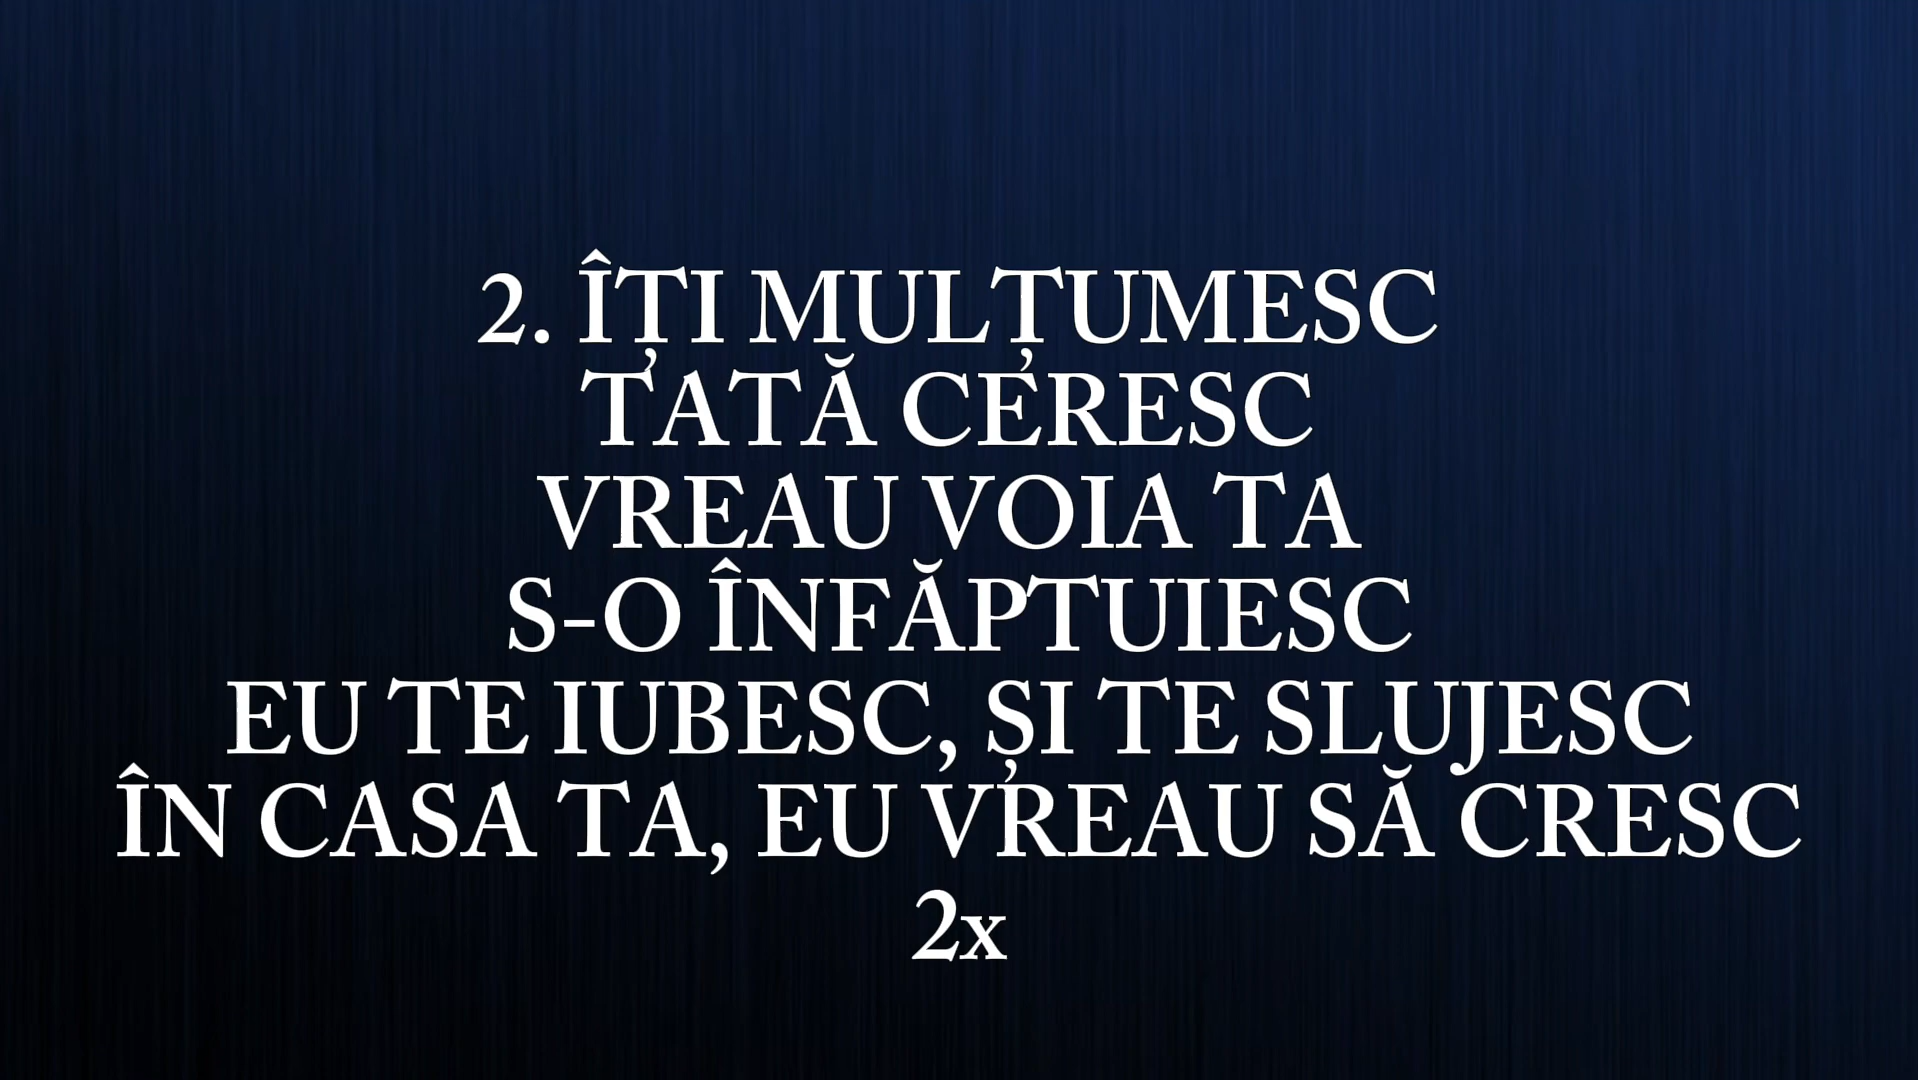 2. ÎȚI MULȚUMESC
TATĂ CERESC
VREAU VOIA TA
S-O ÎNFĂPTUIESC
EU TE IUBESC, ȘI TE SLUJESC
ÎN CASA TA, EU VREAU SĂ CRESC
2x